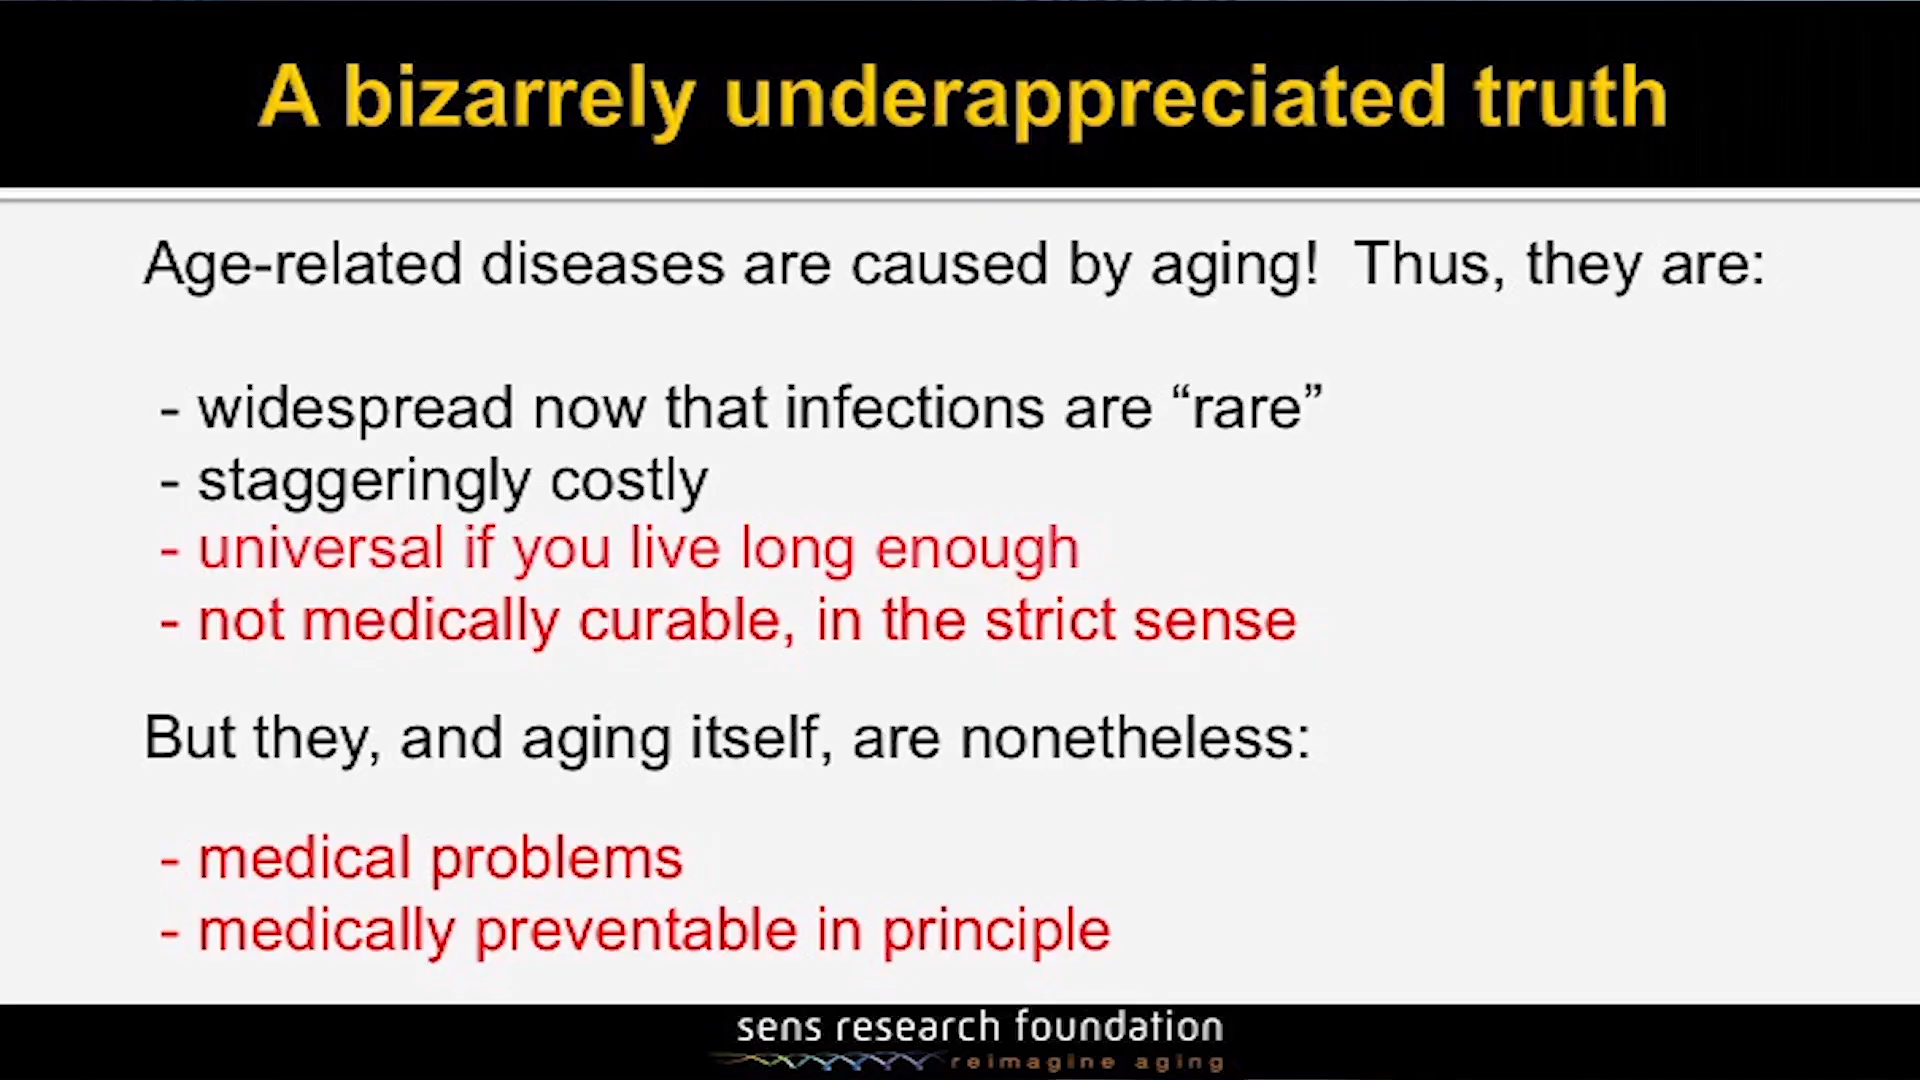 A bizarrely underappreciated truth
Age-related diseases are caused by aging! Thus, they are:
- widespread now that infections are “rare”
- staggeringly costly
- universal if you live long enough
- not medically curable, in the strict sense
But they, and aging itself, are nonetheless:
- medical problems
- medically preventable in principle
sens research foundation
reimagine aging